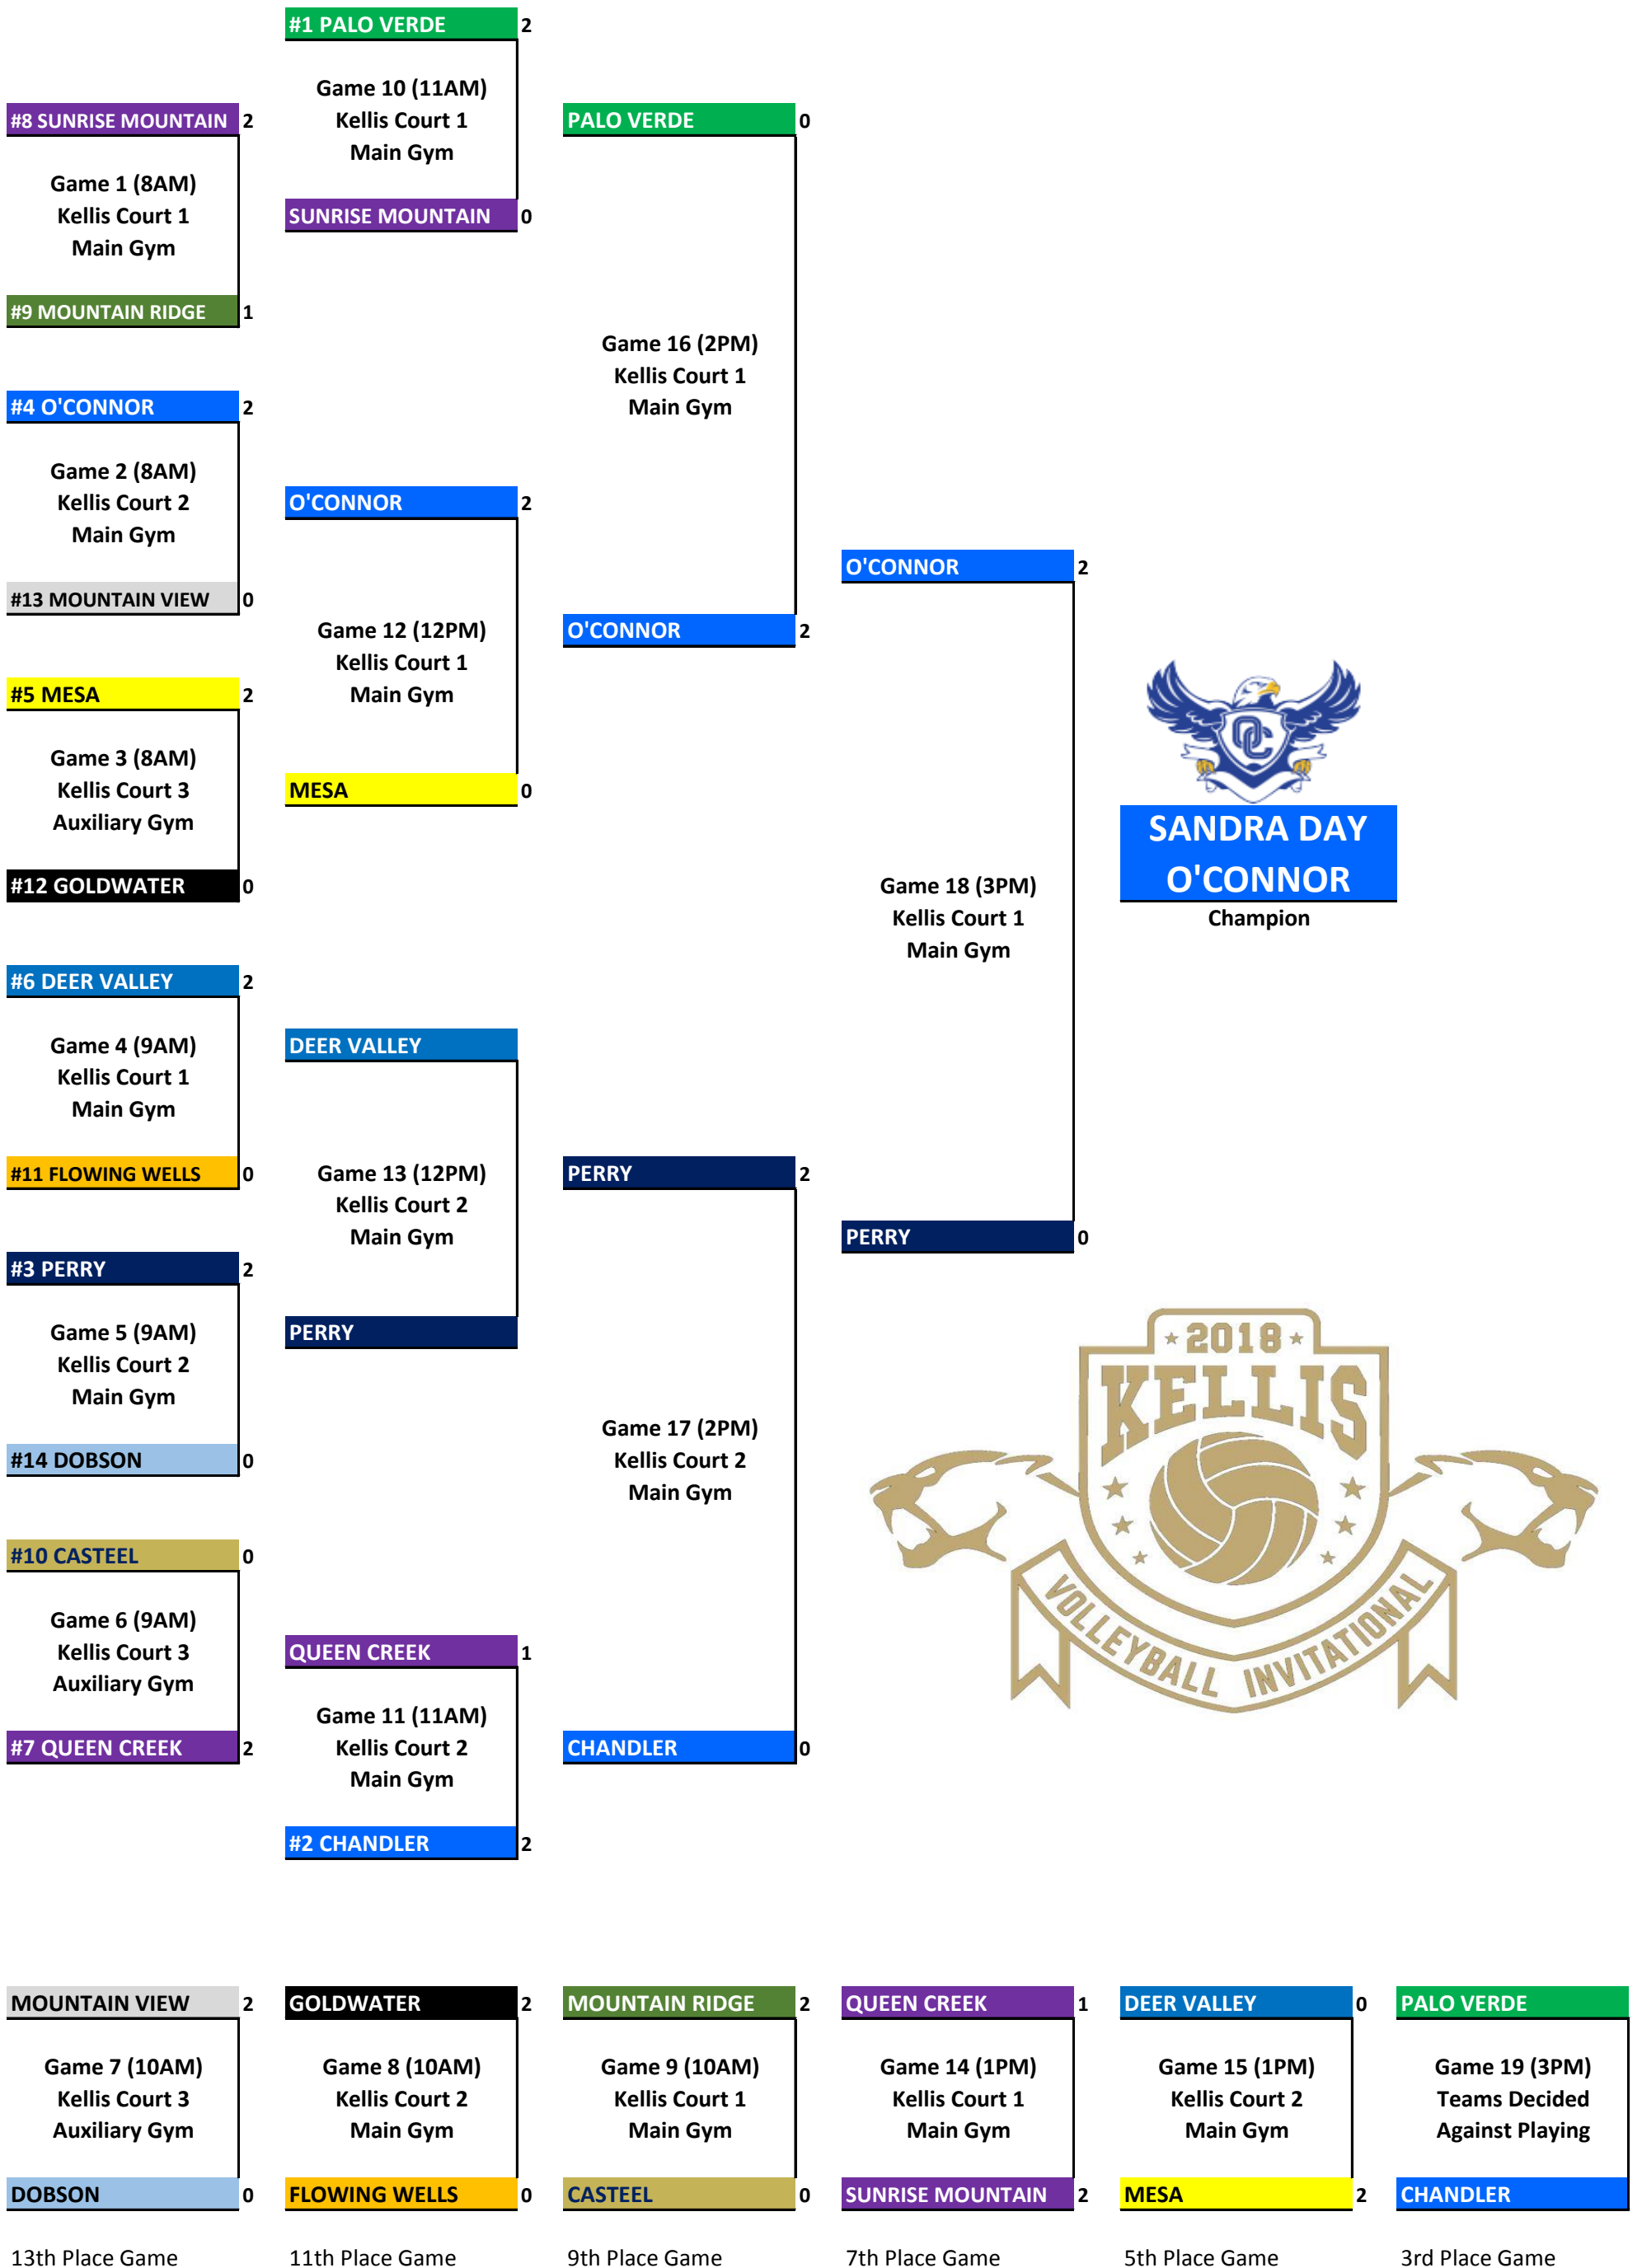 #1 PALO VERDE 2
Game 10 (11AM)
Kellis Court 1
Main Gym
SUNRISE MOUNTAIN 0
#8 SUNRISE MOUNTAIN 2
Game 1 (8AM)
Kellis Court 1
Main Gym
#9 MOUNTAIN RIDGE 1
#4 O'CONNOR 2
Game 2 (8AM)
Kellis Court 2
Main Gym
#13 MOUNTAIN VIEW 0
#5 MESA 2
Game 3 (8AM)
Kellis Court 3
Auxiliary Gym
#12 GOLDWATER 0
#6 DEER VALLEY 2
Game 4 (9AM)
Kellis Court 1
Main Gym
#11 FLOWING WELLS 0
#3 PERRY 2
Game 5 (9AM)
Kellis Court 2
Main Gym
#14 DOBSON 0
#10 CASTEEL 0
Game 6 (9AM)
Kellis Court 3
Auxiliary Gym
#7 QUEEN CREEK 2
O'CONNOR 2
Game 12 (12PM)
Kellis Court 1
Main Gym
MESA 0
DEER VALLEY
Game 13 (12PM)
Kellis Court 2
Main Gym
PERRY
QUEEN CREEK 1
Game 11 (11AM)
Kellis Court 2
Main Gym
#2 CHANDLER 2
PALO VERDE 0
Game 16 (2PM)
Kellis Court 1
Main Gym
O'CONNOR 2
PERRY 2
Game 17 (2PM)
Kellis Court 2
Main Gym
CHANDLER 0
O'CONNOR 2
Game 18 (3PM)
Kellis Court 1
Main Gym
PERRY 0
OC
SANDRA DAY
O'CONNOR
Champion
2018
KELLIS
VOLLEYBALL INVITATIONAL
MOUNTAIN VIEW 2
Game 7 (10AM)
Kellis Court 3
Auxiliary Gym
DOBSON 0
13th Place Game
GOLDWATER 2
Game 8 (10AM)
Kellis Court 2
Main Gym
FLOWING WELLS 0
11th Place Game
MOUNTAIN RIDGE 2
Game 9 (10AM)
Kellis Court 1
Main Gym
CASTEEL 0
9th Place Game
QUEEN CREEK 1
Game 14 (1PM)
Kellis Court 1
Main Gym
SUNRISE MOUNTAIN 2
7th Place Game
DEER VALLEY 0
Game 15 (1PM)
Kellis Court 2
Main Gym
MESA 2
5th Place Game
PALO VERDE
Game 19 (3PM)
Teams Decided
Against Playing
CHANDLER
3rd Place Game